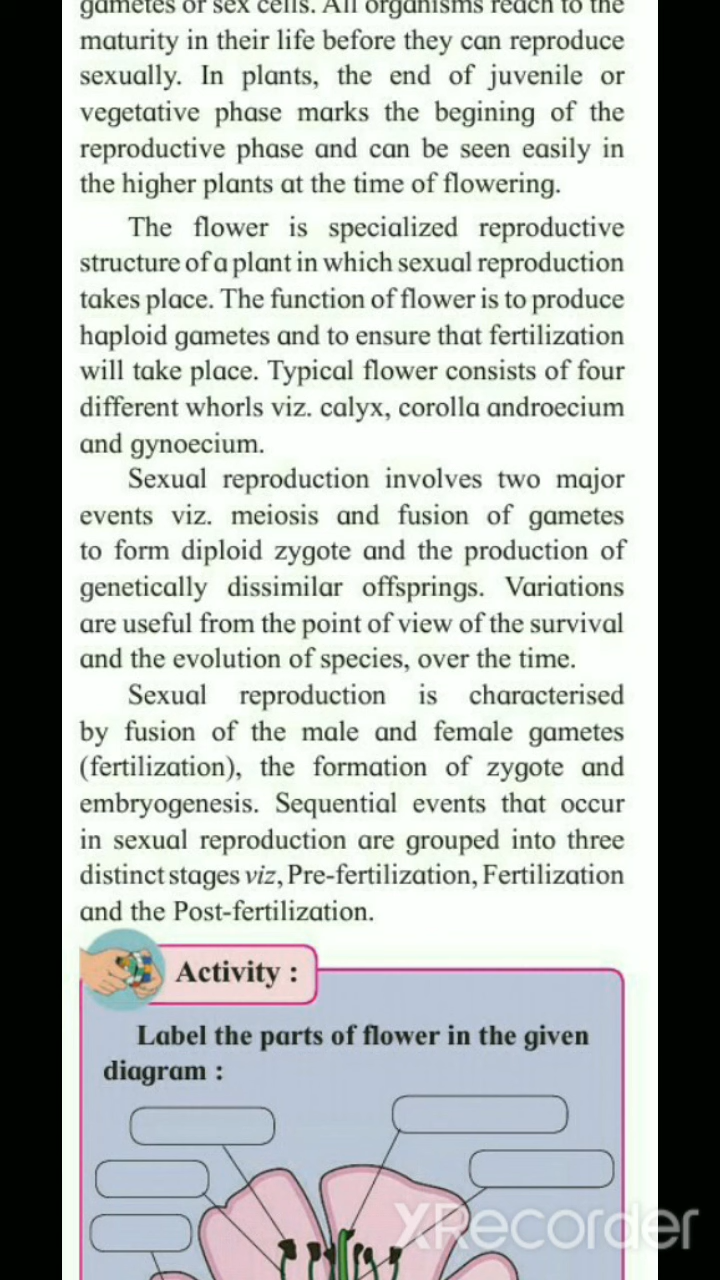 gametes or sex cells. All organisms reach to the
maturity in their life before they can reproduce
sexually. In plants, the end of juvenile or
vegetative phase marks the begining of the
reproductive phase and can be seen easily in
the higher plants at the time of flowering.
The flower is specialized reproductive
structure of a plant in which sexual reproduction
takes place. The function of flower is to produce
haploid gametes and to ensure that fertilization
will take place. Typical flower consists of four
different whorls viz. calyx, corolla androecium
and gynoecium.
Sexual reproduction involves two major
events viz. meiosis and fusion of gametes
to form diploid zygote and the production of
genetically dissimilar offsprings. Variations
are useful from the point of view of the survival
and the evolution of species, over the time.
Sexual reproduction is characterised
by fusion of the male and female gametes
(fertilization), the formation of zygote and
embryogenesis. Sequential events that occur
in sexual reproduction are grouped into three
distinct stages viz, Pre-fertilization, Fertilization
and the Post-fertilization.
Activity :
Label the parts of flower in the given
diagram :
XRecorder